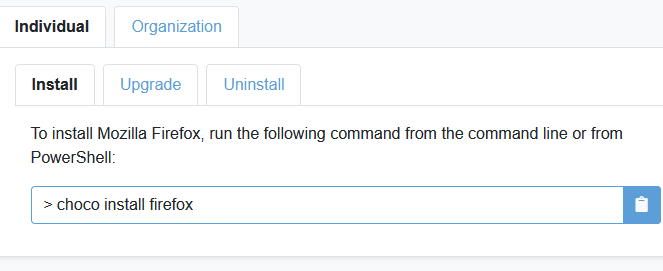 Individual
Organization
Install
Upgrade
Uninstall
To install Mozilla Firefox, run the following command from the command line or from
PowerShell:
> choco install firefox